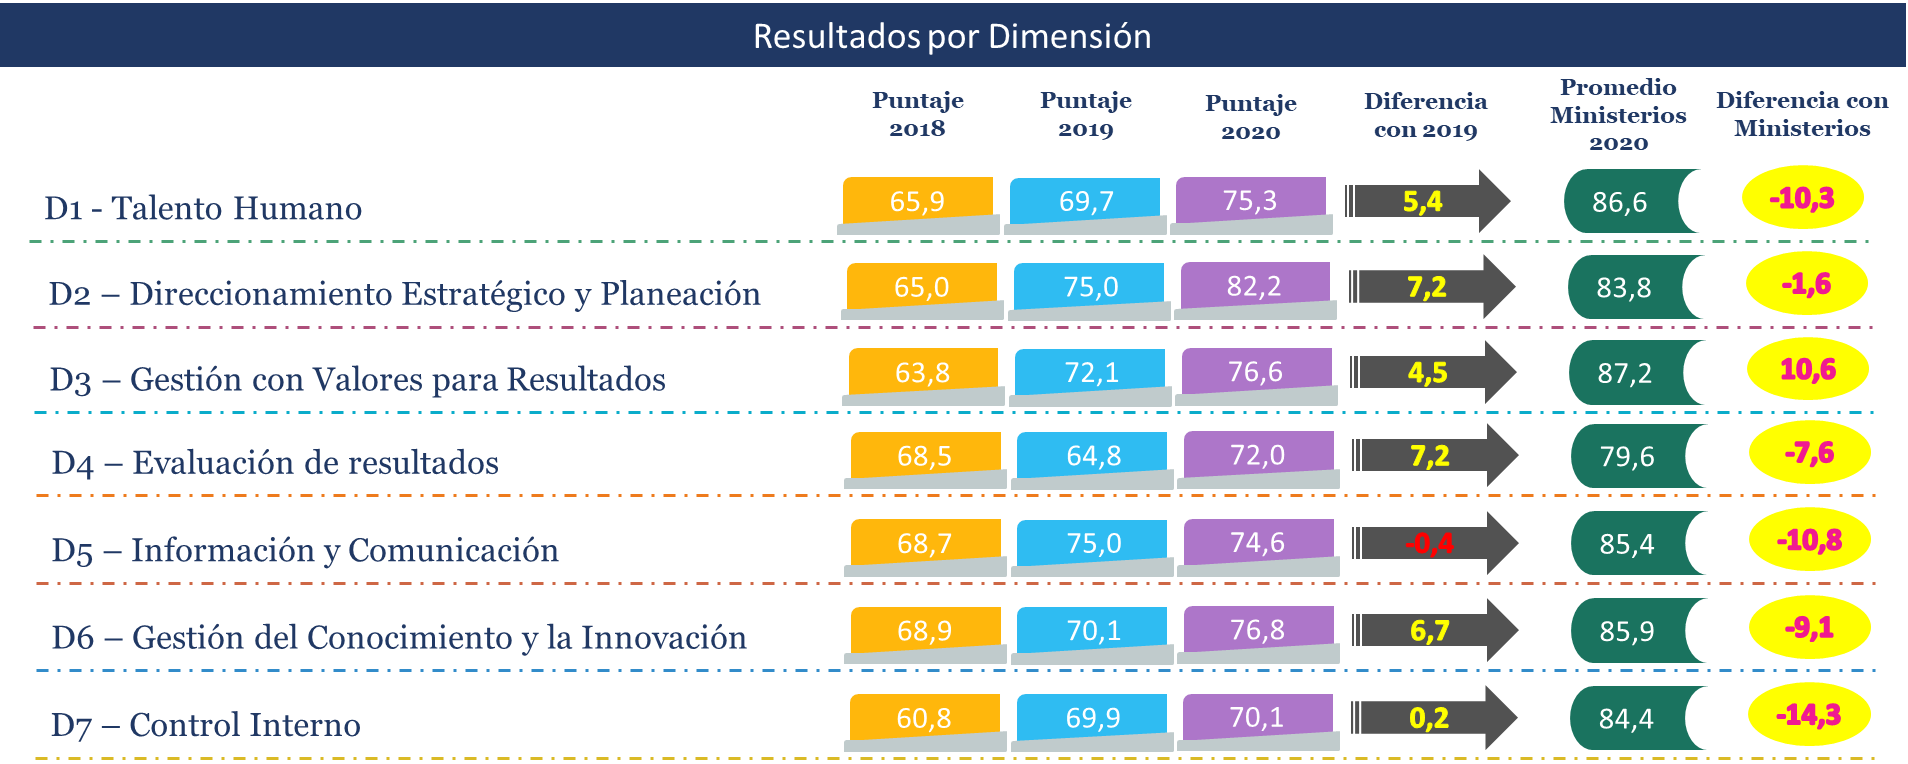 Resultados por Dimensión
Puntaje 2018
Puntaje 2019
Puntaje 2020
Diferencia con 2019
Promedio Ministerios 2020
Diferencia con Ministerios
D1 - Talento Humano 65,9 69,7 75,3 5,4 86,6 -10,3
D2 – Direccionamiento Estratégico y Planeación 65,0 75,0 82,2 7,2 83,8 -1,6
D3 – Gestión con Valores para Resultados 63,8 72,1 76,6 4,5 87,2 10,6
D4 – Evaluación de resultados 68,5 64,8 72,0 7,2 79,6 -7,6
D5 – Información y Comunicación 68,7 75,0 74,6 -0,4 85,4 -10,8
D6 – Gestión del Conocimiento y la Innovación 68,9 70,1 76,8 6,7 85,9 -9,1
D7 – Control Interno 60,8 69,9 70,1 0,2 84,4 -14,3